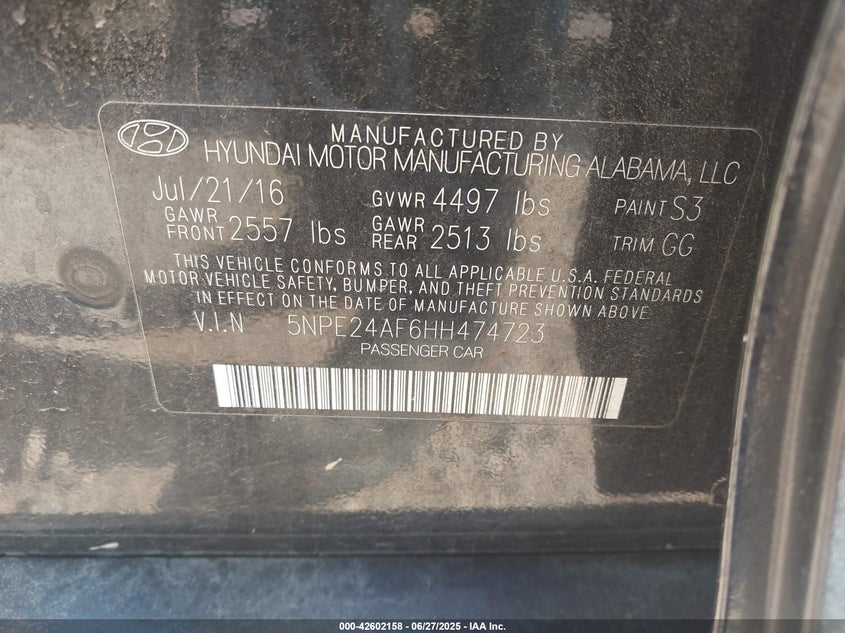 MANUFACTURED BY
HYUNDAI MOTOR MANUFACTURING ALABAMA, LLC
Jul/21/16 GVWR 4497 lbs PAINT S3
GAWR FRONT 2557 lbs GAWR REAR 2513 lbs TRIM GG
THIS VEHICLE CONFORMS TO ALL APPLICABLE U.S.A. FEDERAL
MOTOR VEHICLE SAFETY, BUMPER, AND THEFT PREVENTION STANDARDS
IN EFFECT ON THE DATE OF MANUFACTURE SHOWN ABOVE.
V.I.N 5NPE24AF6HH474723
PASSENGER CAR
000-42602158 - 06/27/2025 - IAA Inc.